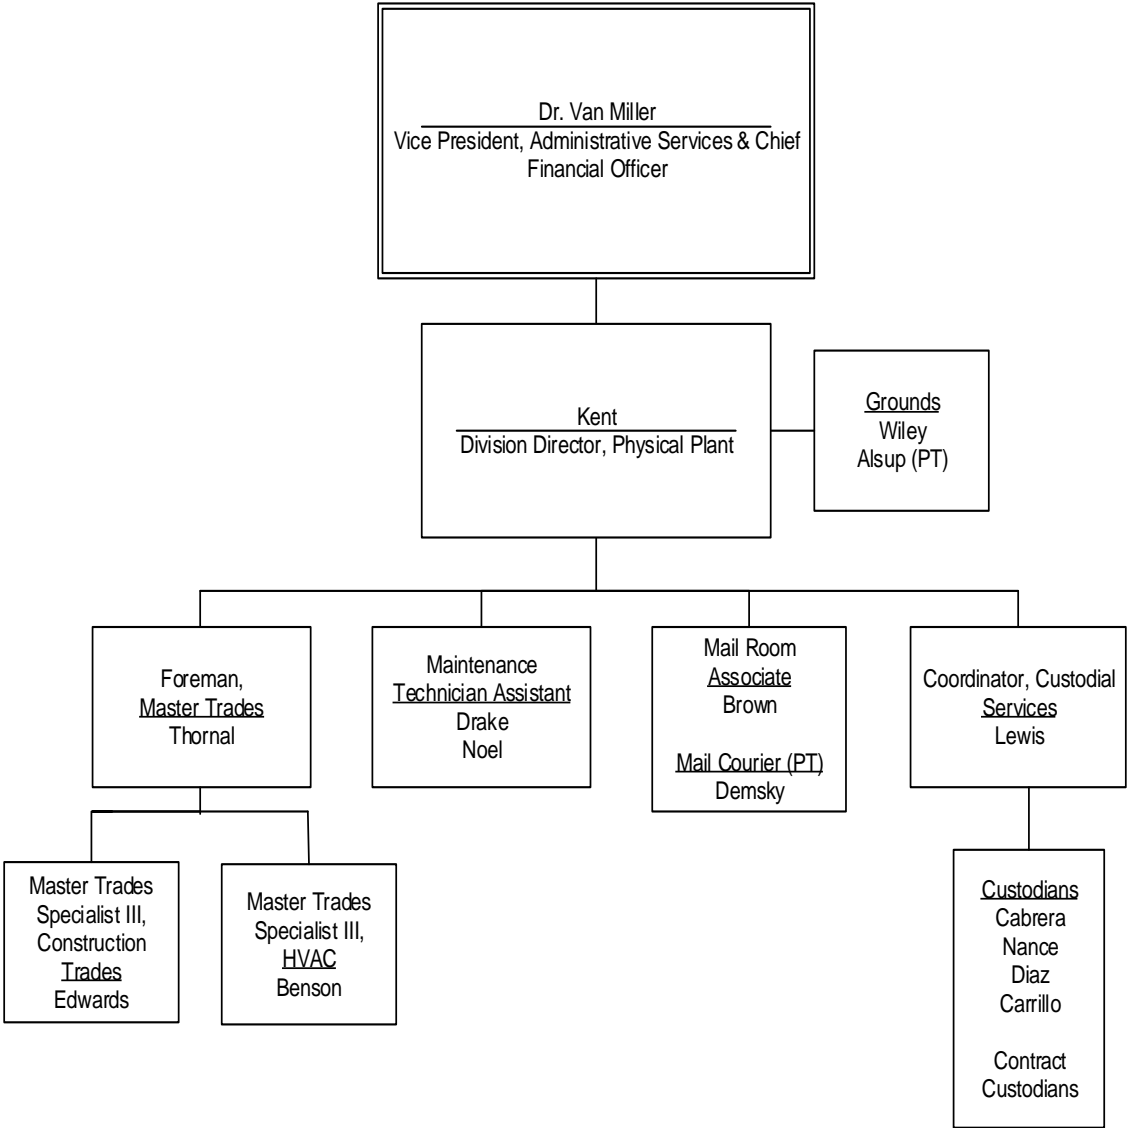 Dr. Van Miller
Vice President, Administrative Services & Chief
Financial Officer
Kent
Division Director, Physical Plant
Grounds
Wiley
Alsup (PT)
Foreman,
Master Trades
Thornal
Maintenance
Technician Assistant
Drake
Noel
Mail Room
Associate
Brown
Mail Courier (PT)
Demsky
Coordinator, Custodial
Services
Lewis
Master Trades
Specialist III,
Construction
Trades
Edwards
Master Trades
Specialist III,
HVAC
Benson
Custodians
Cabrera
Nance
Diaz
Carrillo
Contract
Custodians